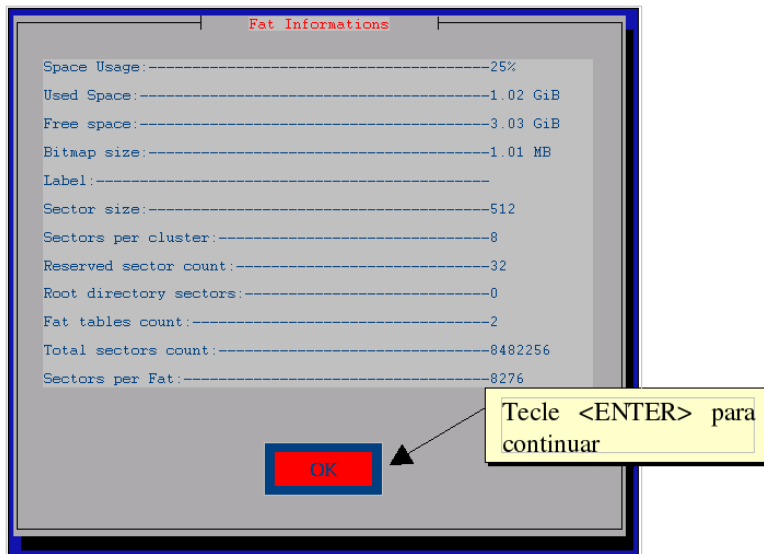 Fat Informations
Space Usage:--------------------------------------25%
Used Space:---------------------------------------1.02 GiB
Free space:---------------------------------------3.03 GiB
Bitmap size:--------------------------------------1.01 MB
Label:--------------------------------------------
Sector size:--------------------------------------512
Sectors per cluster:------------------------------8
Reserved sector count:----------------------------32
Root directory sectors:---------------------------0
Fat tables count:---------------------------------2
Total sectors count:------------------------------8482256
Sectors per Fat:----------------------------------8276
Tecle <ENTER> para
continuar
OK